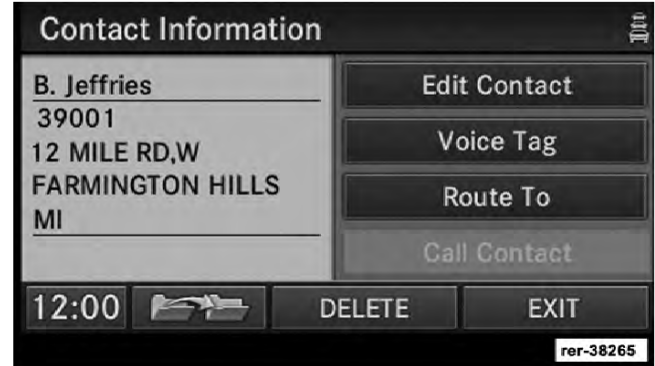 Contact Information
B. Jeffries
39001
12 MILE RD,W
FARMINGTON HILLS
MI
Edit Contact
Voice Tag
Route To
Call Contact
12:00
DELETE
EXIT
rer-38265